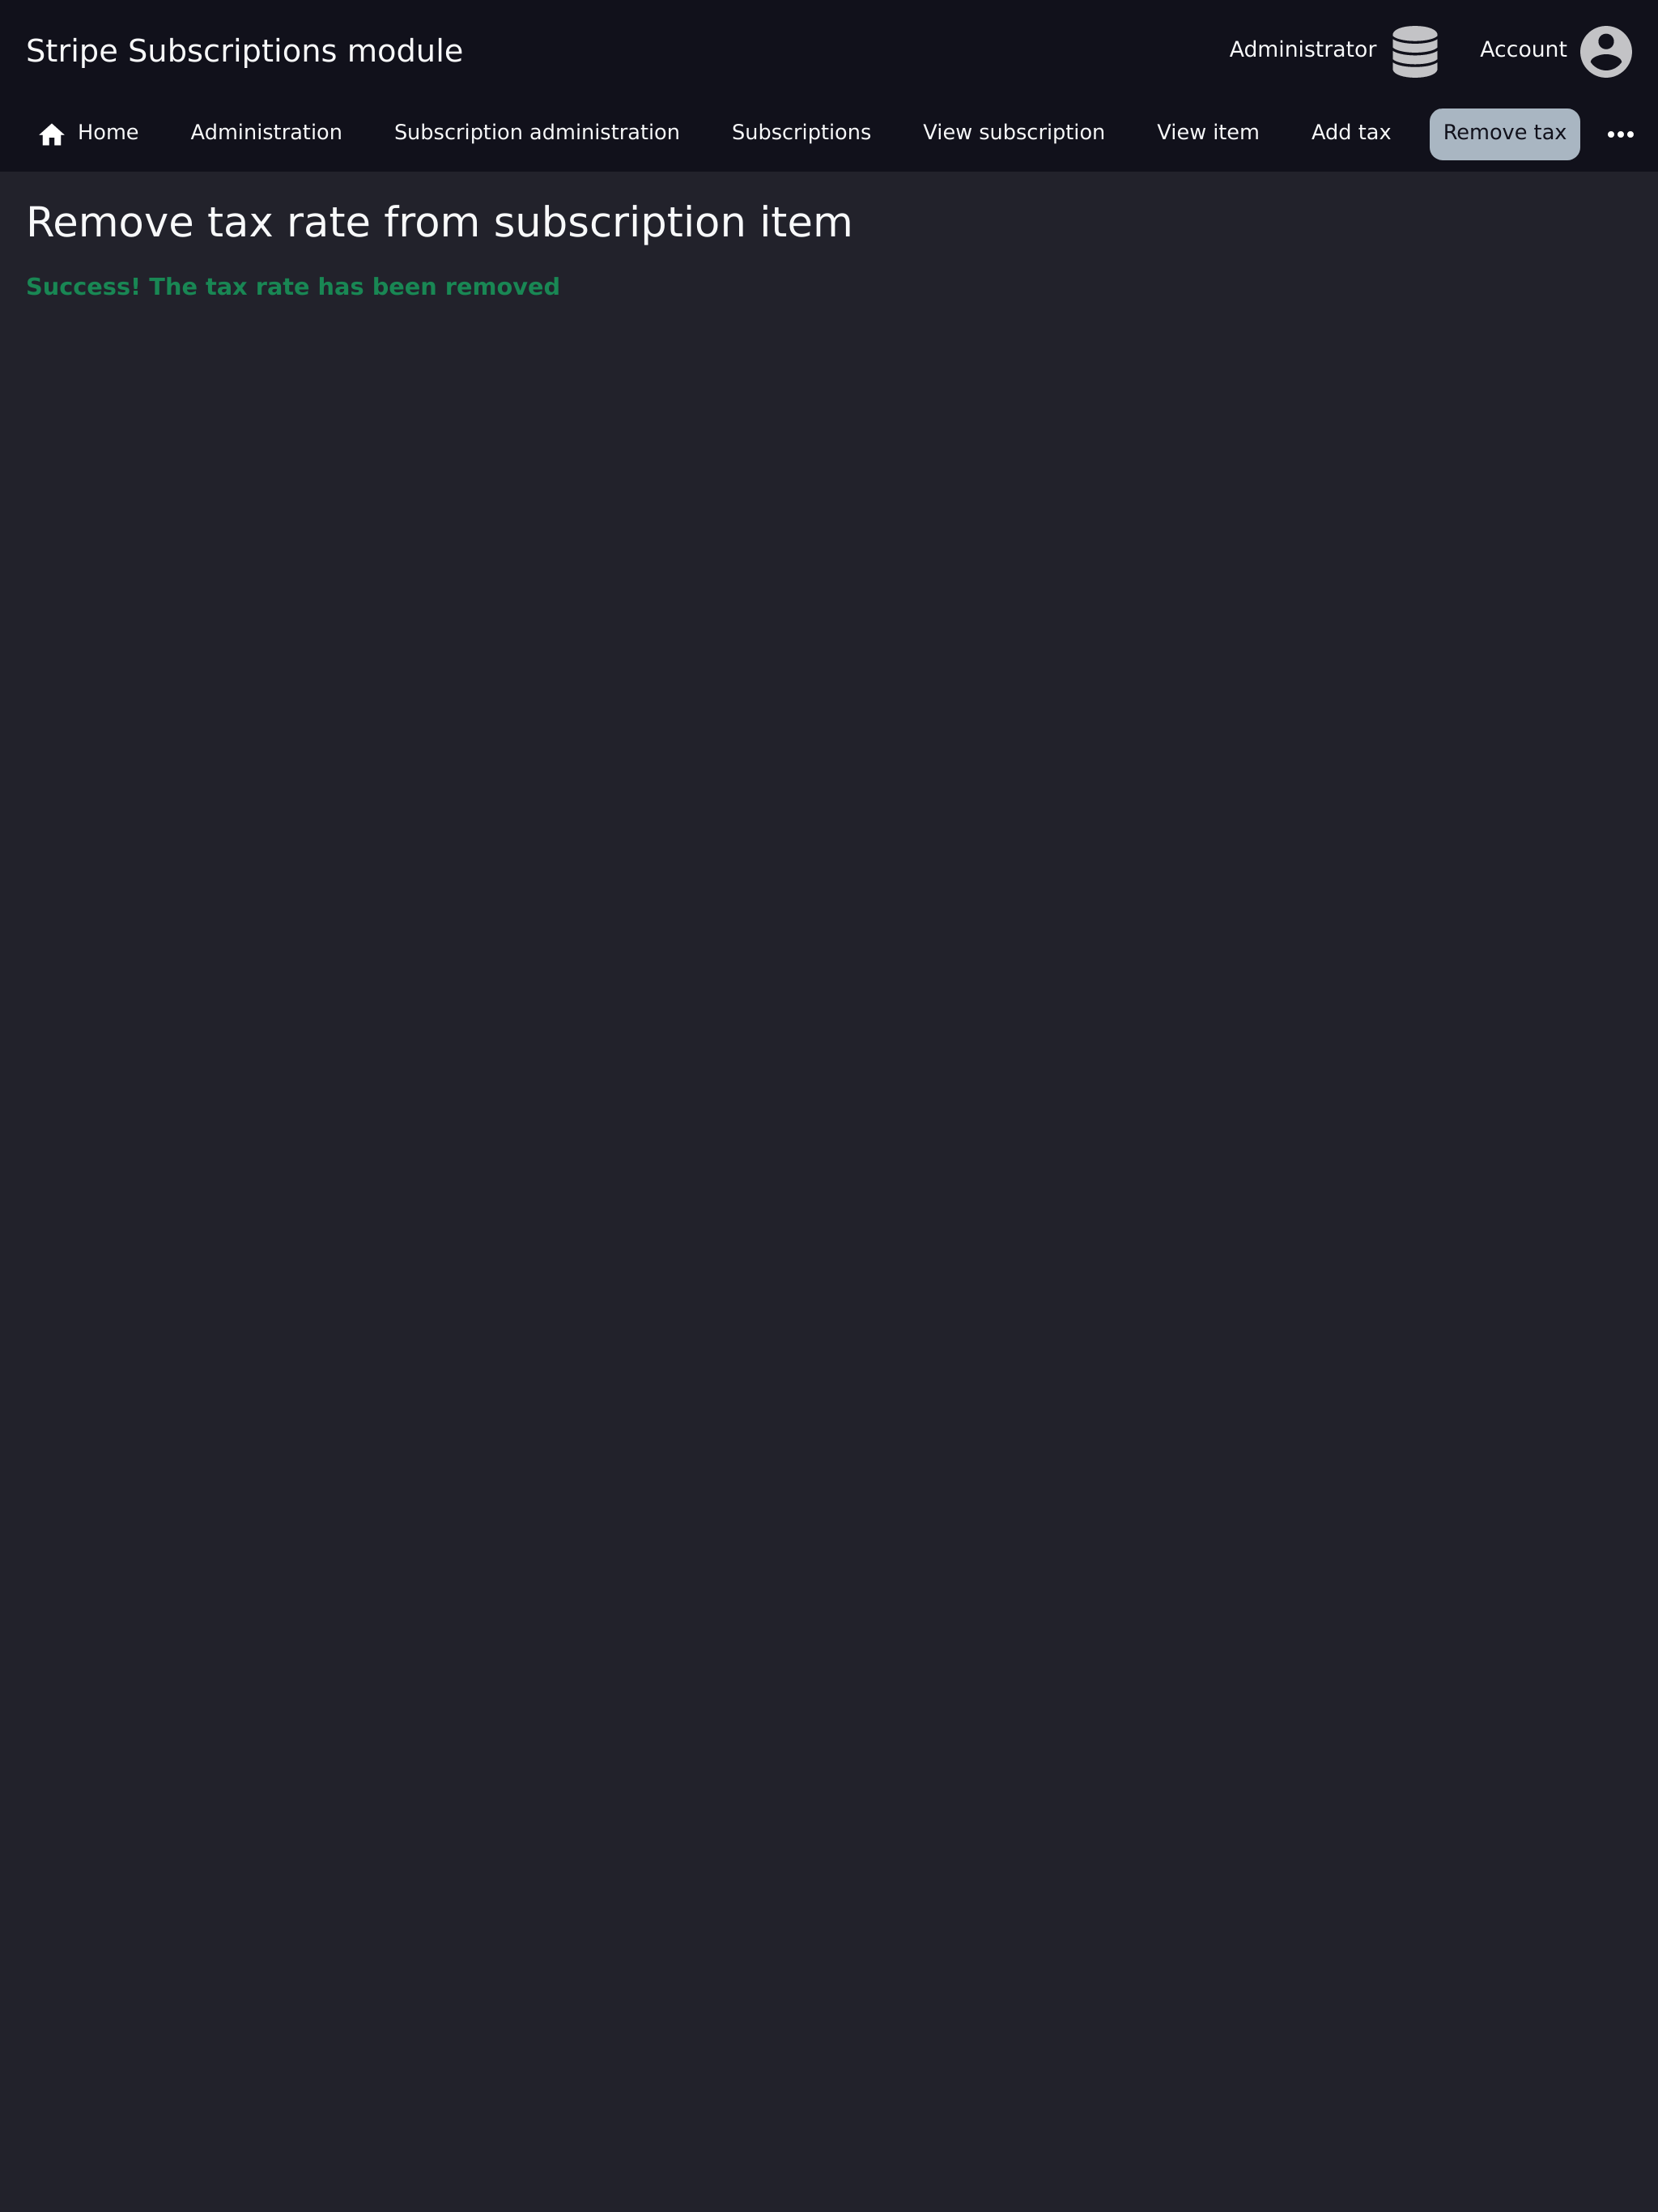 Stripe Subscriptions module
Administrator
Account
Home
Administration
Subscription administration
Subscriptions
View subscription
View item
Add tax
Remove tax
Remove tax rate from subscription item
Success! The tax rate has been removed